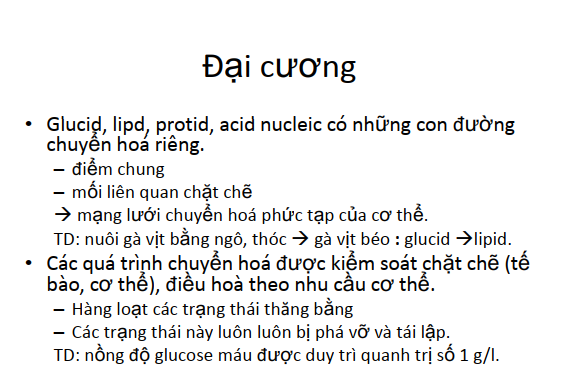 Đại cương
• Glucid, lipd, protid, acid nucleic có những con đường
chuyển hoá riêng.
– điểm chung
– mối liên quan chặt chẽ
→ mạng lưới chuyển hoá phức tạp của cơ thể.
TD: nuôi gà vịt bằng ngô, thóc → gà vịt béo : glucid →lipid.
• Các quá trình chuyển hoá được kiểm soát chặt chẽ (tế
bào, cơ thể), điều hoà theo nhu cầu cơ thể.
– Hàng loạt các trạng thái thăng bằng
– Các trạng thái này luôn luôn bị phá vỡ và tái lập.
TD: nồng độ glucose máu được duy trì quanh trị số 1 g/l.